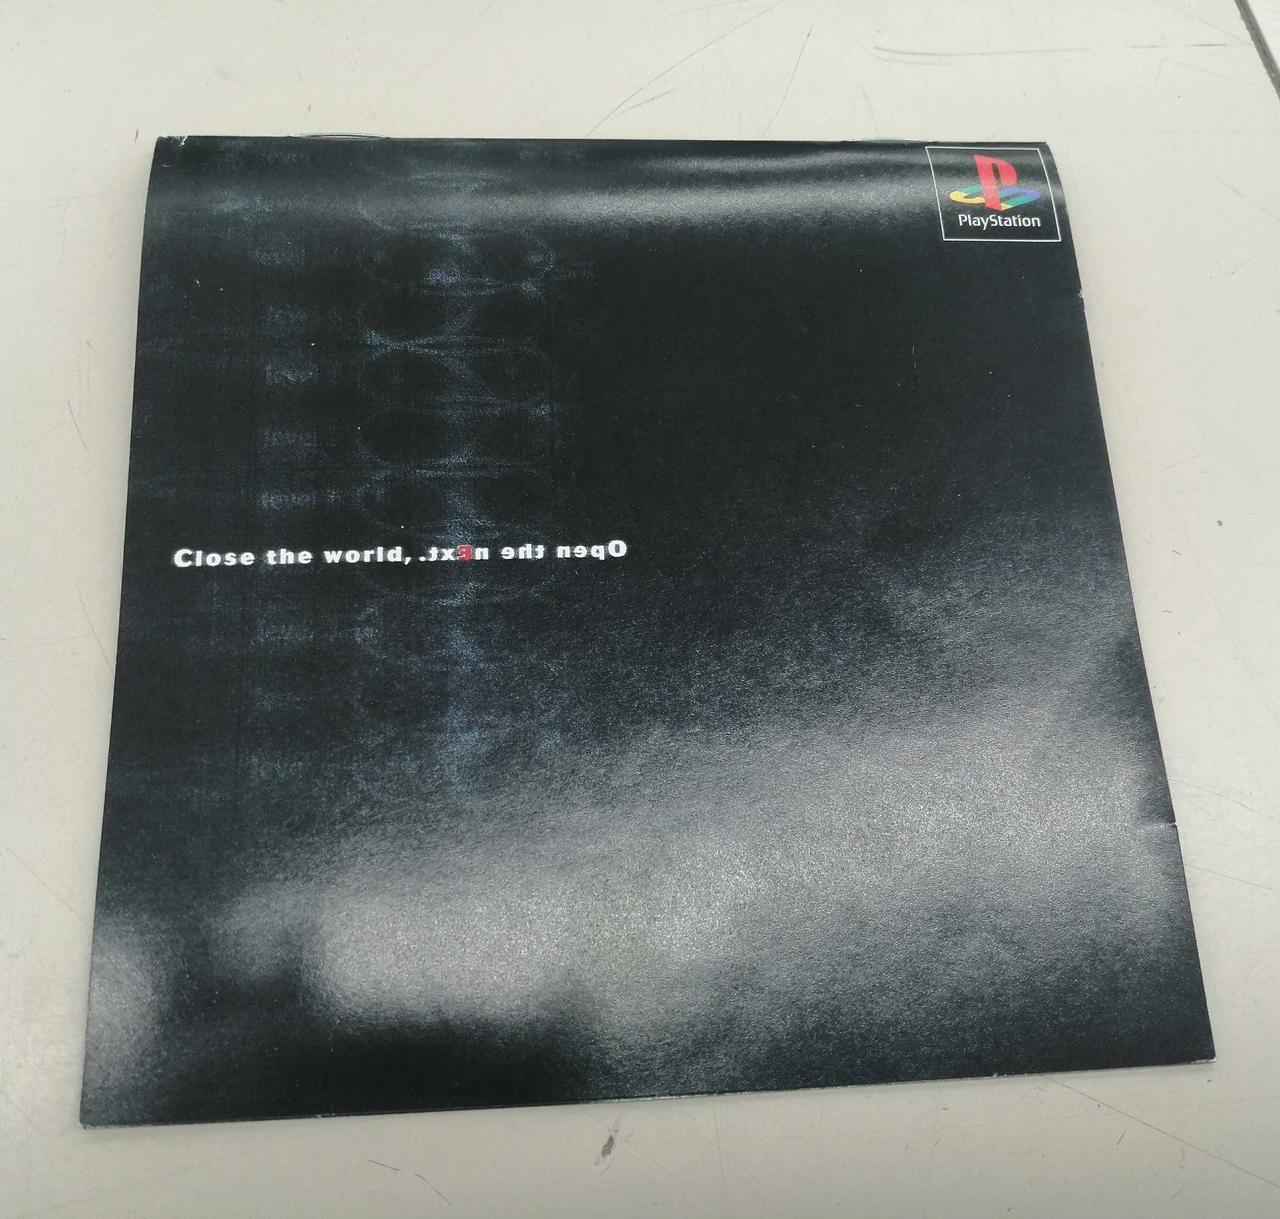 PlayStation
Close the world, .txEn eht nepO